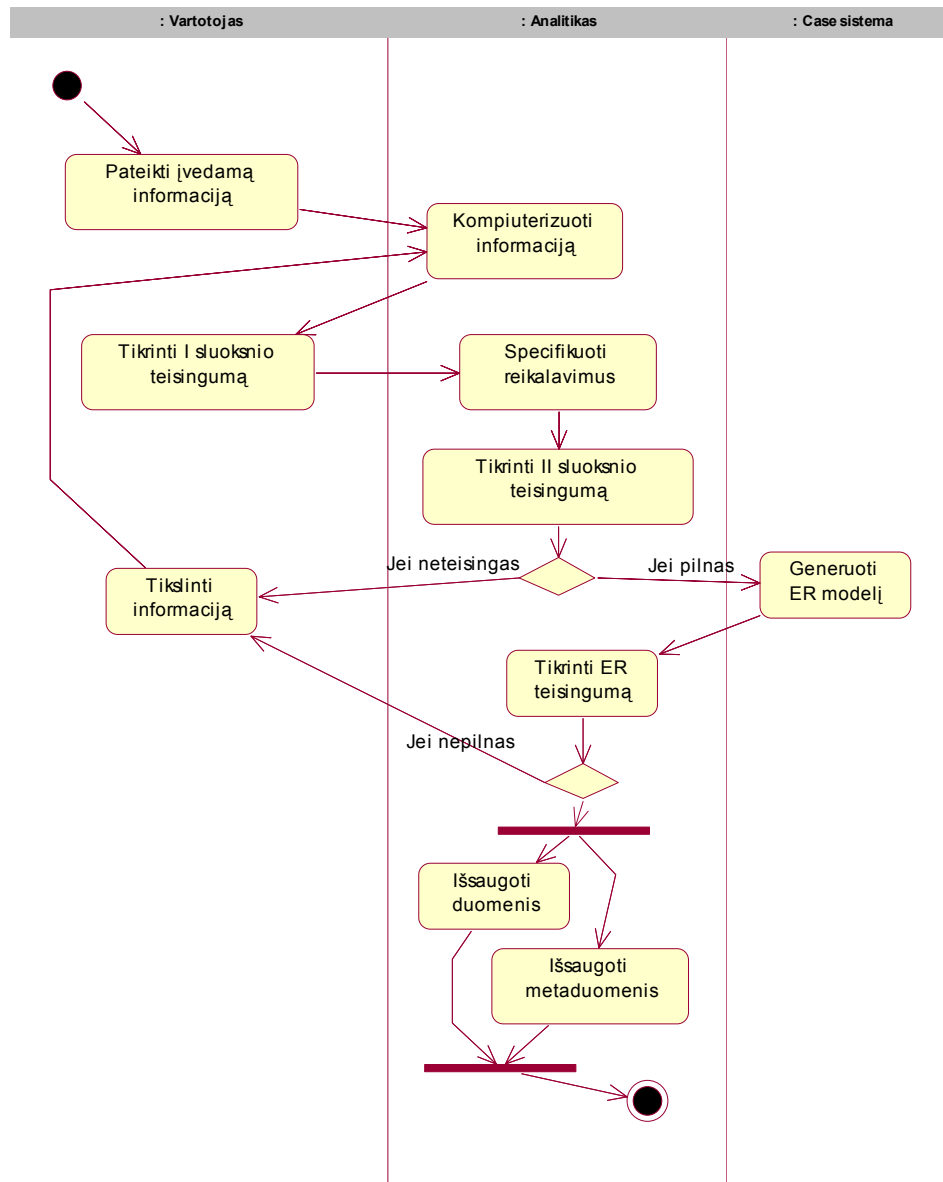 : Vartotojas
: Analitikas
: Case sistema
Pateikti įvedamą
informaciją
Kompiuterizuoti
informaciją
Tikrinti I sluoksnio
teisingumą
Specifikuoti
reikalavimus
Tikrinti II sluoksnio
teisingumą
Jei neteisingas
Jei pilnas
Tikslinti
informaciją
Generuoti
ER modelį
Tikrinti ER
teisingumą
Jei nepilnas
Išsaugoti
duomenis
Išsaugoti
metaduomenis